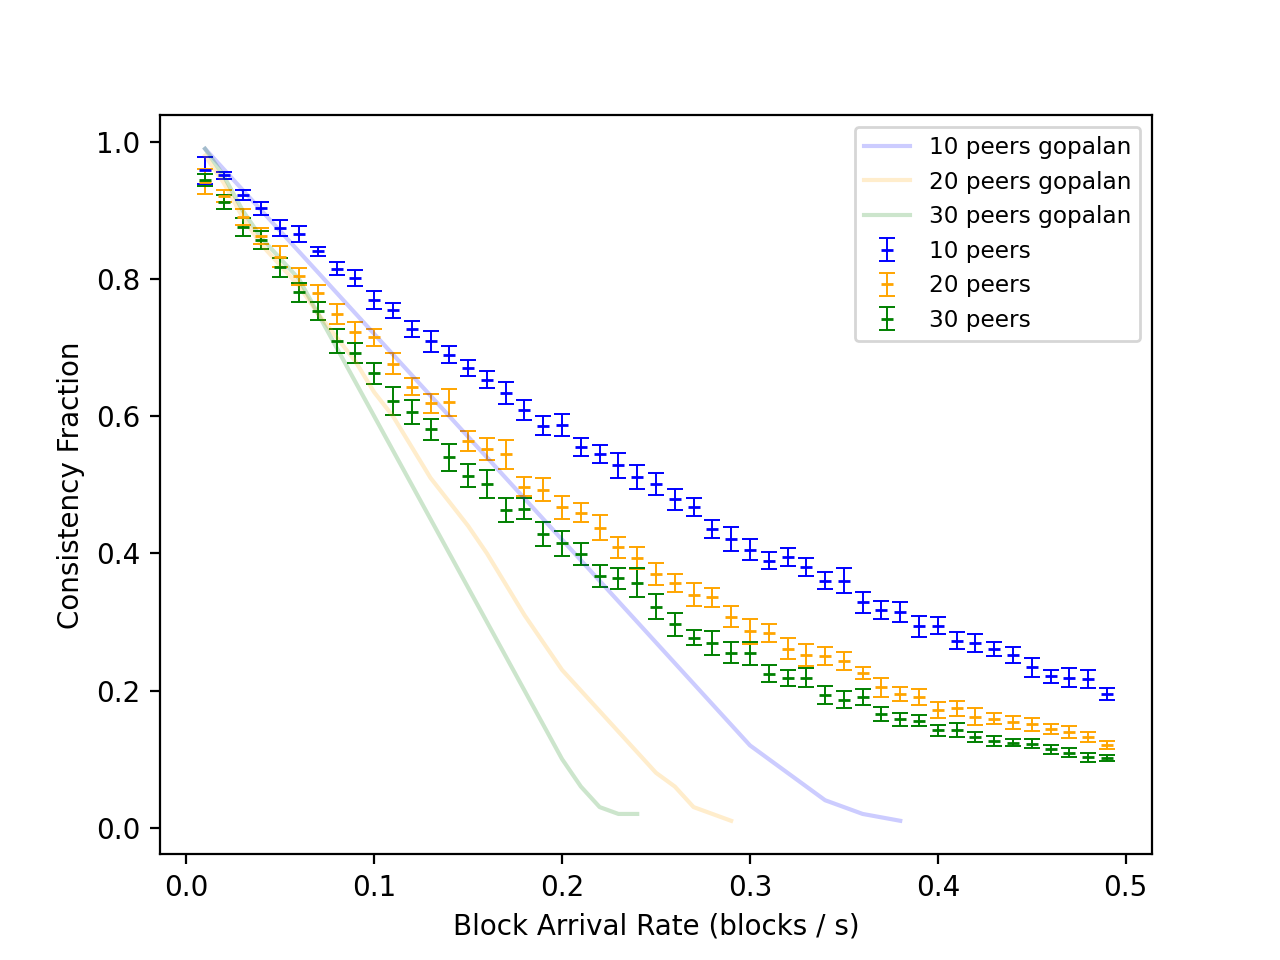 10 peers gopalan
20 peers gopalan
30 peers gopalan
10 peers
20 peers
30 peers
Consistency Fraction
1.0
0.8
0.6
0.4
0.2
0.0
0.0 0.1 0.2 0.3 0.4 0.5
Block Arrival Rate (blocks / s)